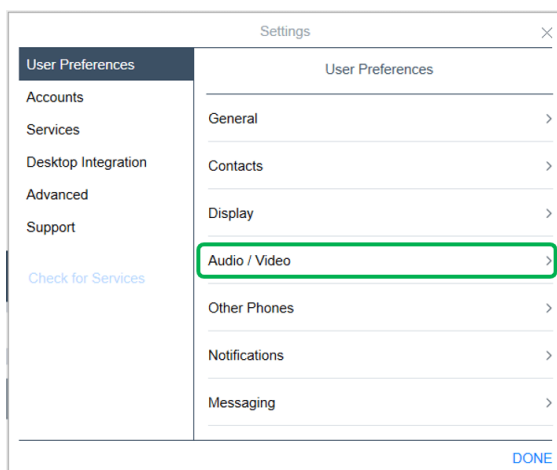 Settings
User Preferences
Accounts
Services
Desktop Integration
Advanced
Support
Check for Services
User Preferences
General
Contacts
Display
Audio / Video
Other Phones
Notifications
Messaging
DONE